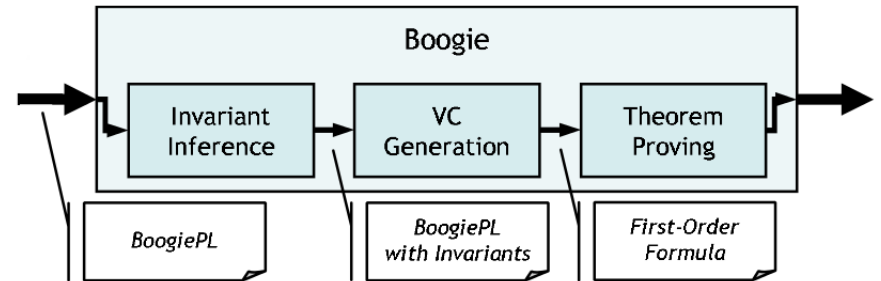 Boogie
Invariant
Inference
VC
Generation
Theorem
Proving
BoogiePL
BoogiePL
with Invariants
First-Order
Formula